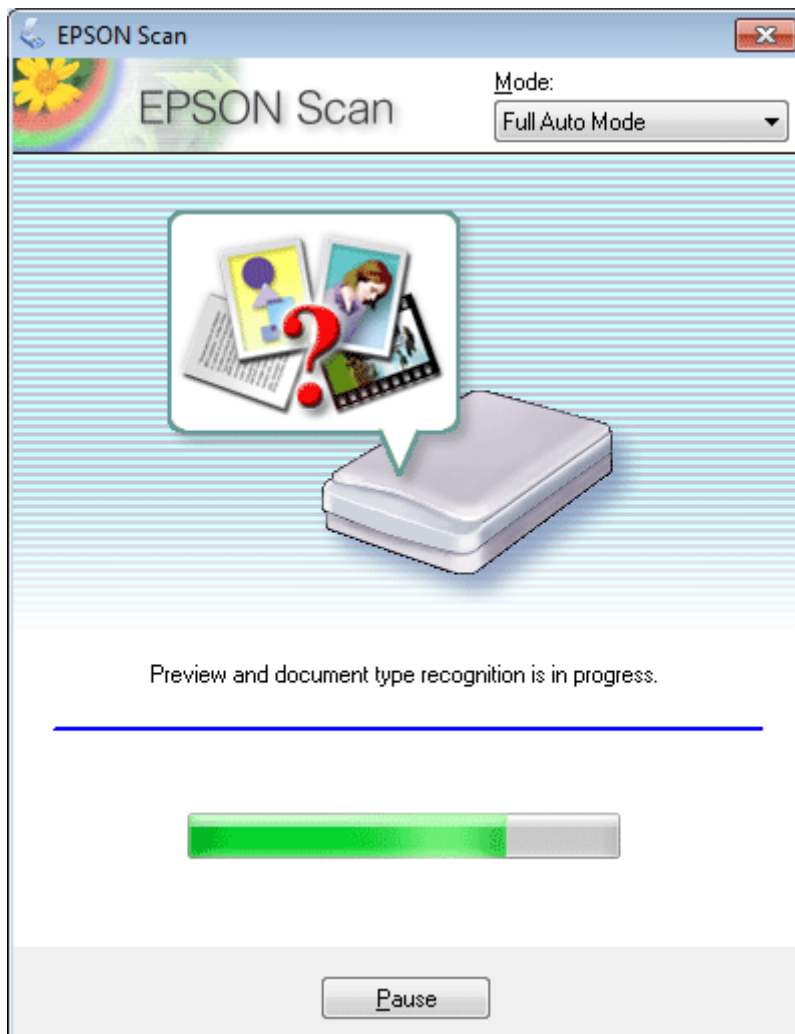 EPSON Scan
EPSON Scan
Mode:
Full Auto Mode
Preview and document type recognition is in progress.
Pause